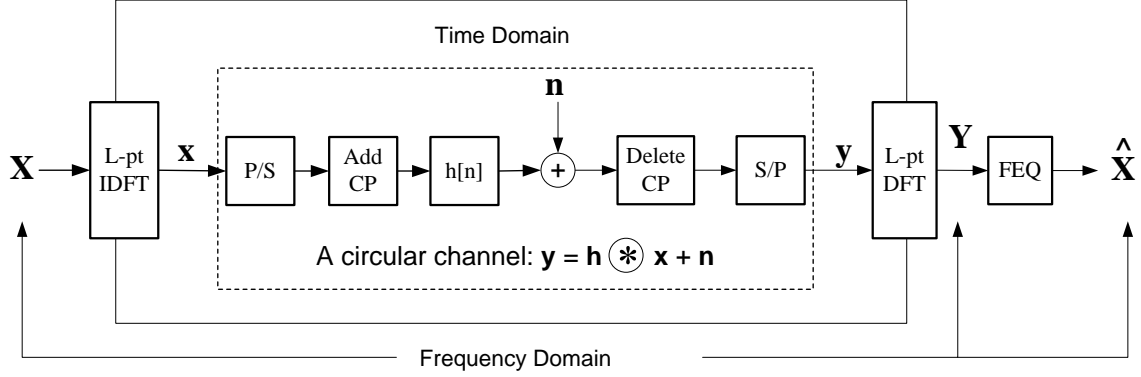 Time Domain
n
X
L-pt
IDFT
x
P/S
Add
CP
h[n]
+
Delete
CP
S/P
y
L-pt
DFT
Y
FEQ
X̂
A circular channel: y = h ⊛ x + n
Frequency Domain